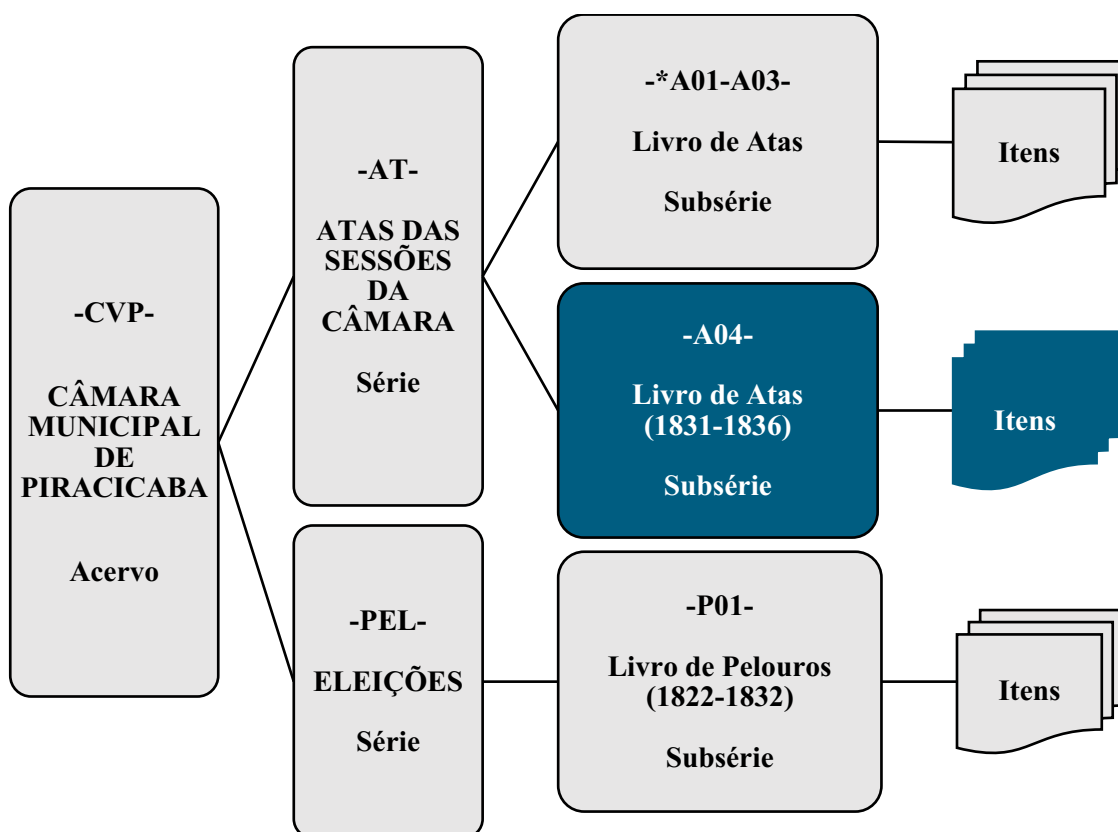 -CVP-
CÂMARA
MUNICIPAL
DE
PIRACICABA
Acervo
-AT-
ATAS DAS
SESSÕES
DA
CÂMARA
Série
-*A01-A03-
Livro de Atas
Subsérie
Itens
-A04-
Livro de Atas
(1831-1836)
Subsérie
Itens
-PEL-
ELEIÇÕES
Série
-P01-
Livro de Pelouros
(1822-1832)
Subsérie
Itens